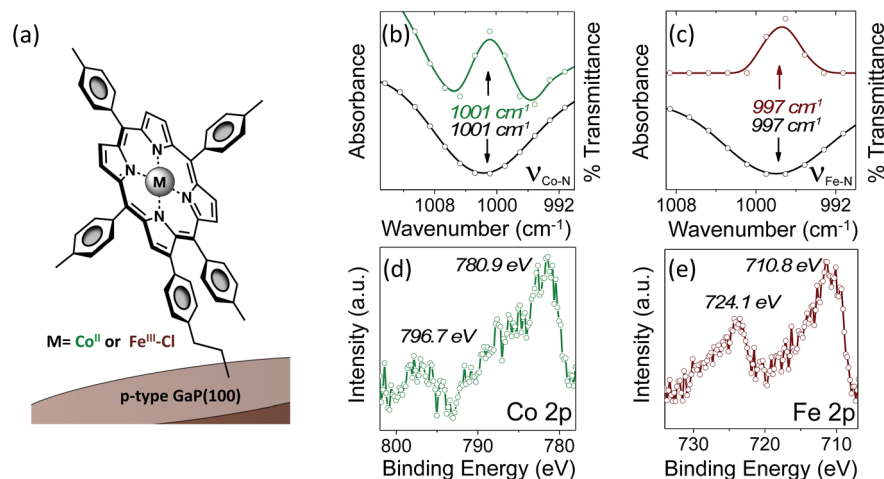 (a)
N
N
M
N
N
M= Co^II or Fe^III-Cl
p-type GaP(100)
(b)
Absorbance
% Transmittance
1001 cm⁻¹
1001 cm⁻¹
ν Co-N
1008 1000 992
Wavenumber (cm⁻¹)
(c)
Absorbance
% Transmittance
997 cm⁻¹
997 cm⁻¹
ν Fe-N
1008 1000 992
Wavenumber (cm⁻¹)
(d)
Intensity (a.u.)
780.9 eV
796.7 eV
Co 2p
800 790 780
Binding Energy (eV)
(e)
Intensity (a.u.)
710.8 eV
724.1 eV
Fe 2p
730 720 710
Binding Energy (eV)